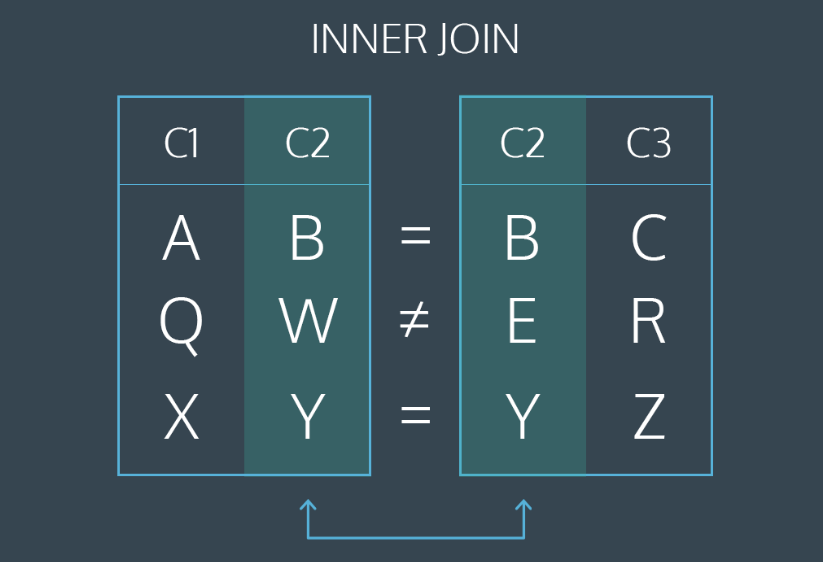 INNER JOIN
C1 C2 C2 C3
A B = B C
Q W ≠ E R
X Y = Y Z